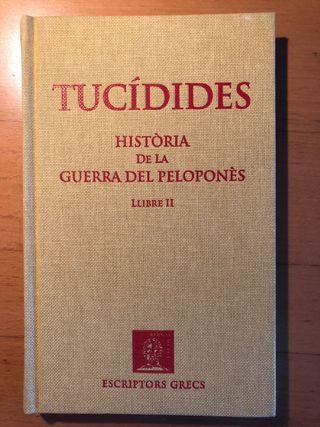 TUCÍDIDES
HISTÒRIA
DE LA
GUERRA DEL PELOPONÈS
LLIBRE II
ESCRIPTORS GRECS